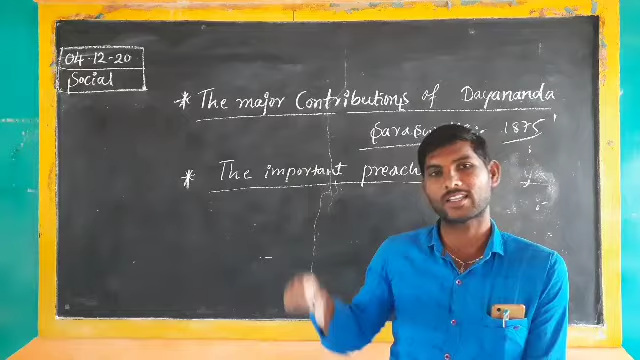 04-12-20
Social
* The major Contributions of Dayananda
1875
* The important preach